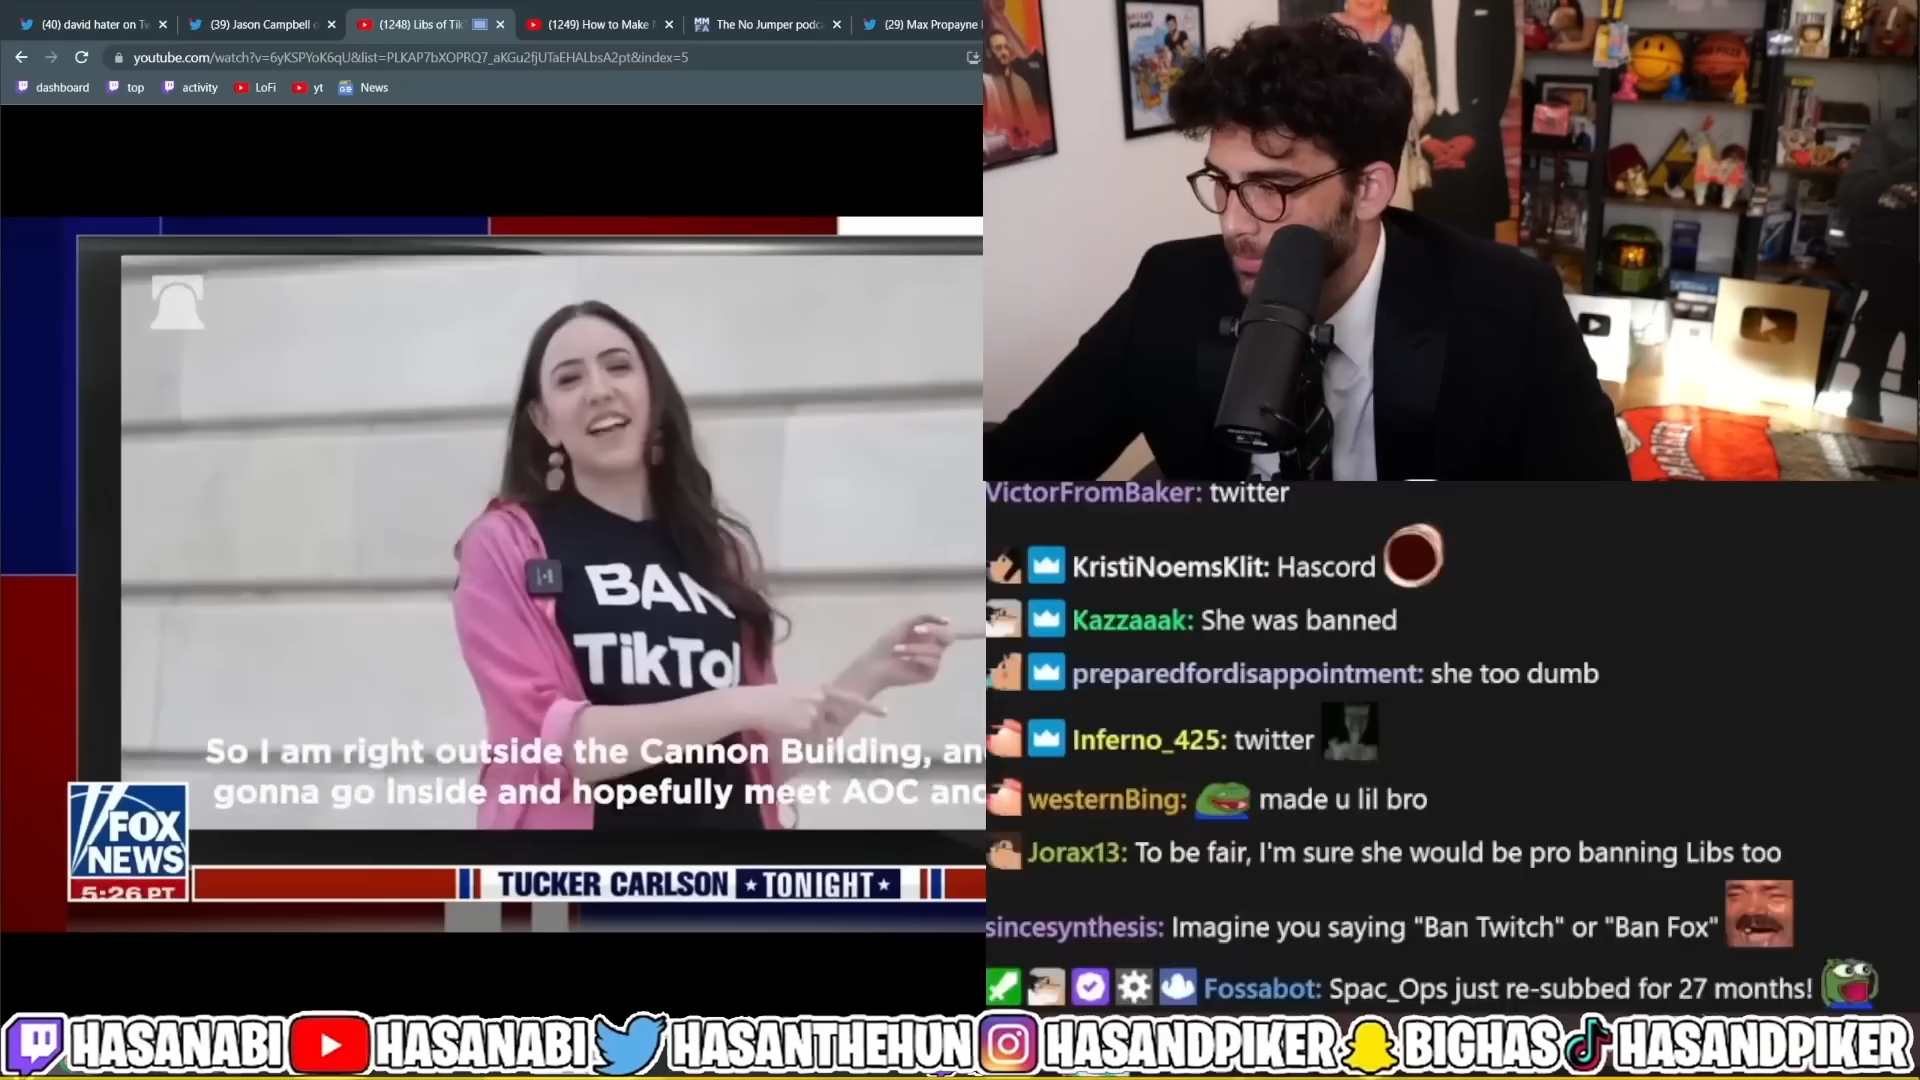 (40) david hater on Tw
(39) Jason Campbell o
(1248) Libs of Tik
(1249) How to Make
The No Jumper podc
(29) Max Propayne
youtube.com/watch?v=6yKSPYoK6qU&list=PLKAP7bXOPRQ7_aKGu2fjUTaEHALbsA2pt&index=5
dashboard
top
activity
LoFi
yt
News
BAN
TikTo
So I am right outside the Cannon Building, an
gonna go inside and hopefully meet AOC and
FOX
NEWS
5:26 PT
TUCKER CARLSON TONIGHT
VictorFromBaker: twitter
KristiNoemsKlit: Hascord
Kazzaaak: She was banned
preparedfordisappointment: she too dumb
Inferno_425: twitter
westernBing: made u lil bro
Jorax13: To be fair, I'm sure she would be pro banning Libs too
sincesynthesis: Imagine you saying "Ban Twitch" or "Ban Fox"
Fossabot: Spac_Ops just re-subbed for 27 months!
HASANABI HASANABI HASANTHEHUN HASANDPIKER BIGHAS HASANDPIKER